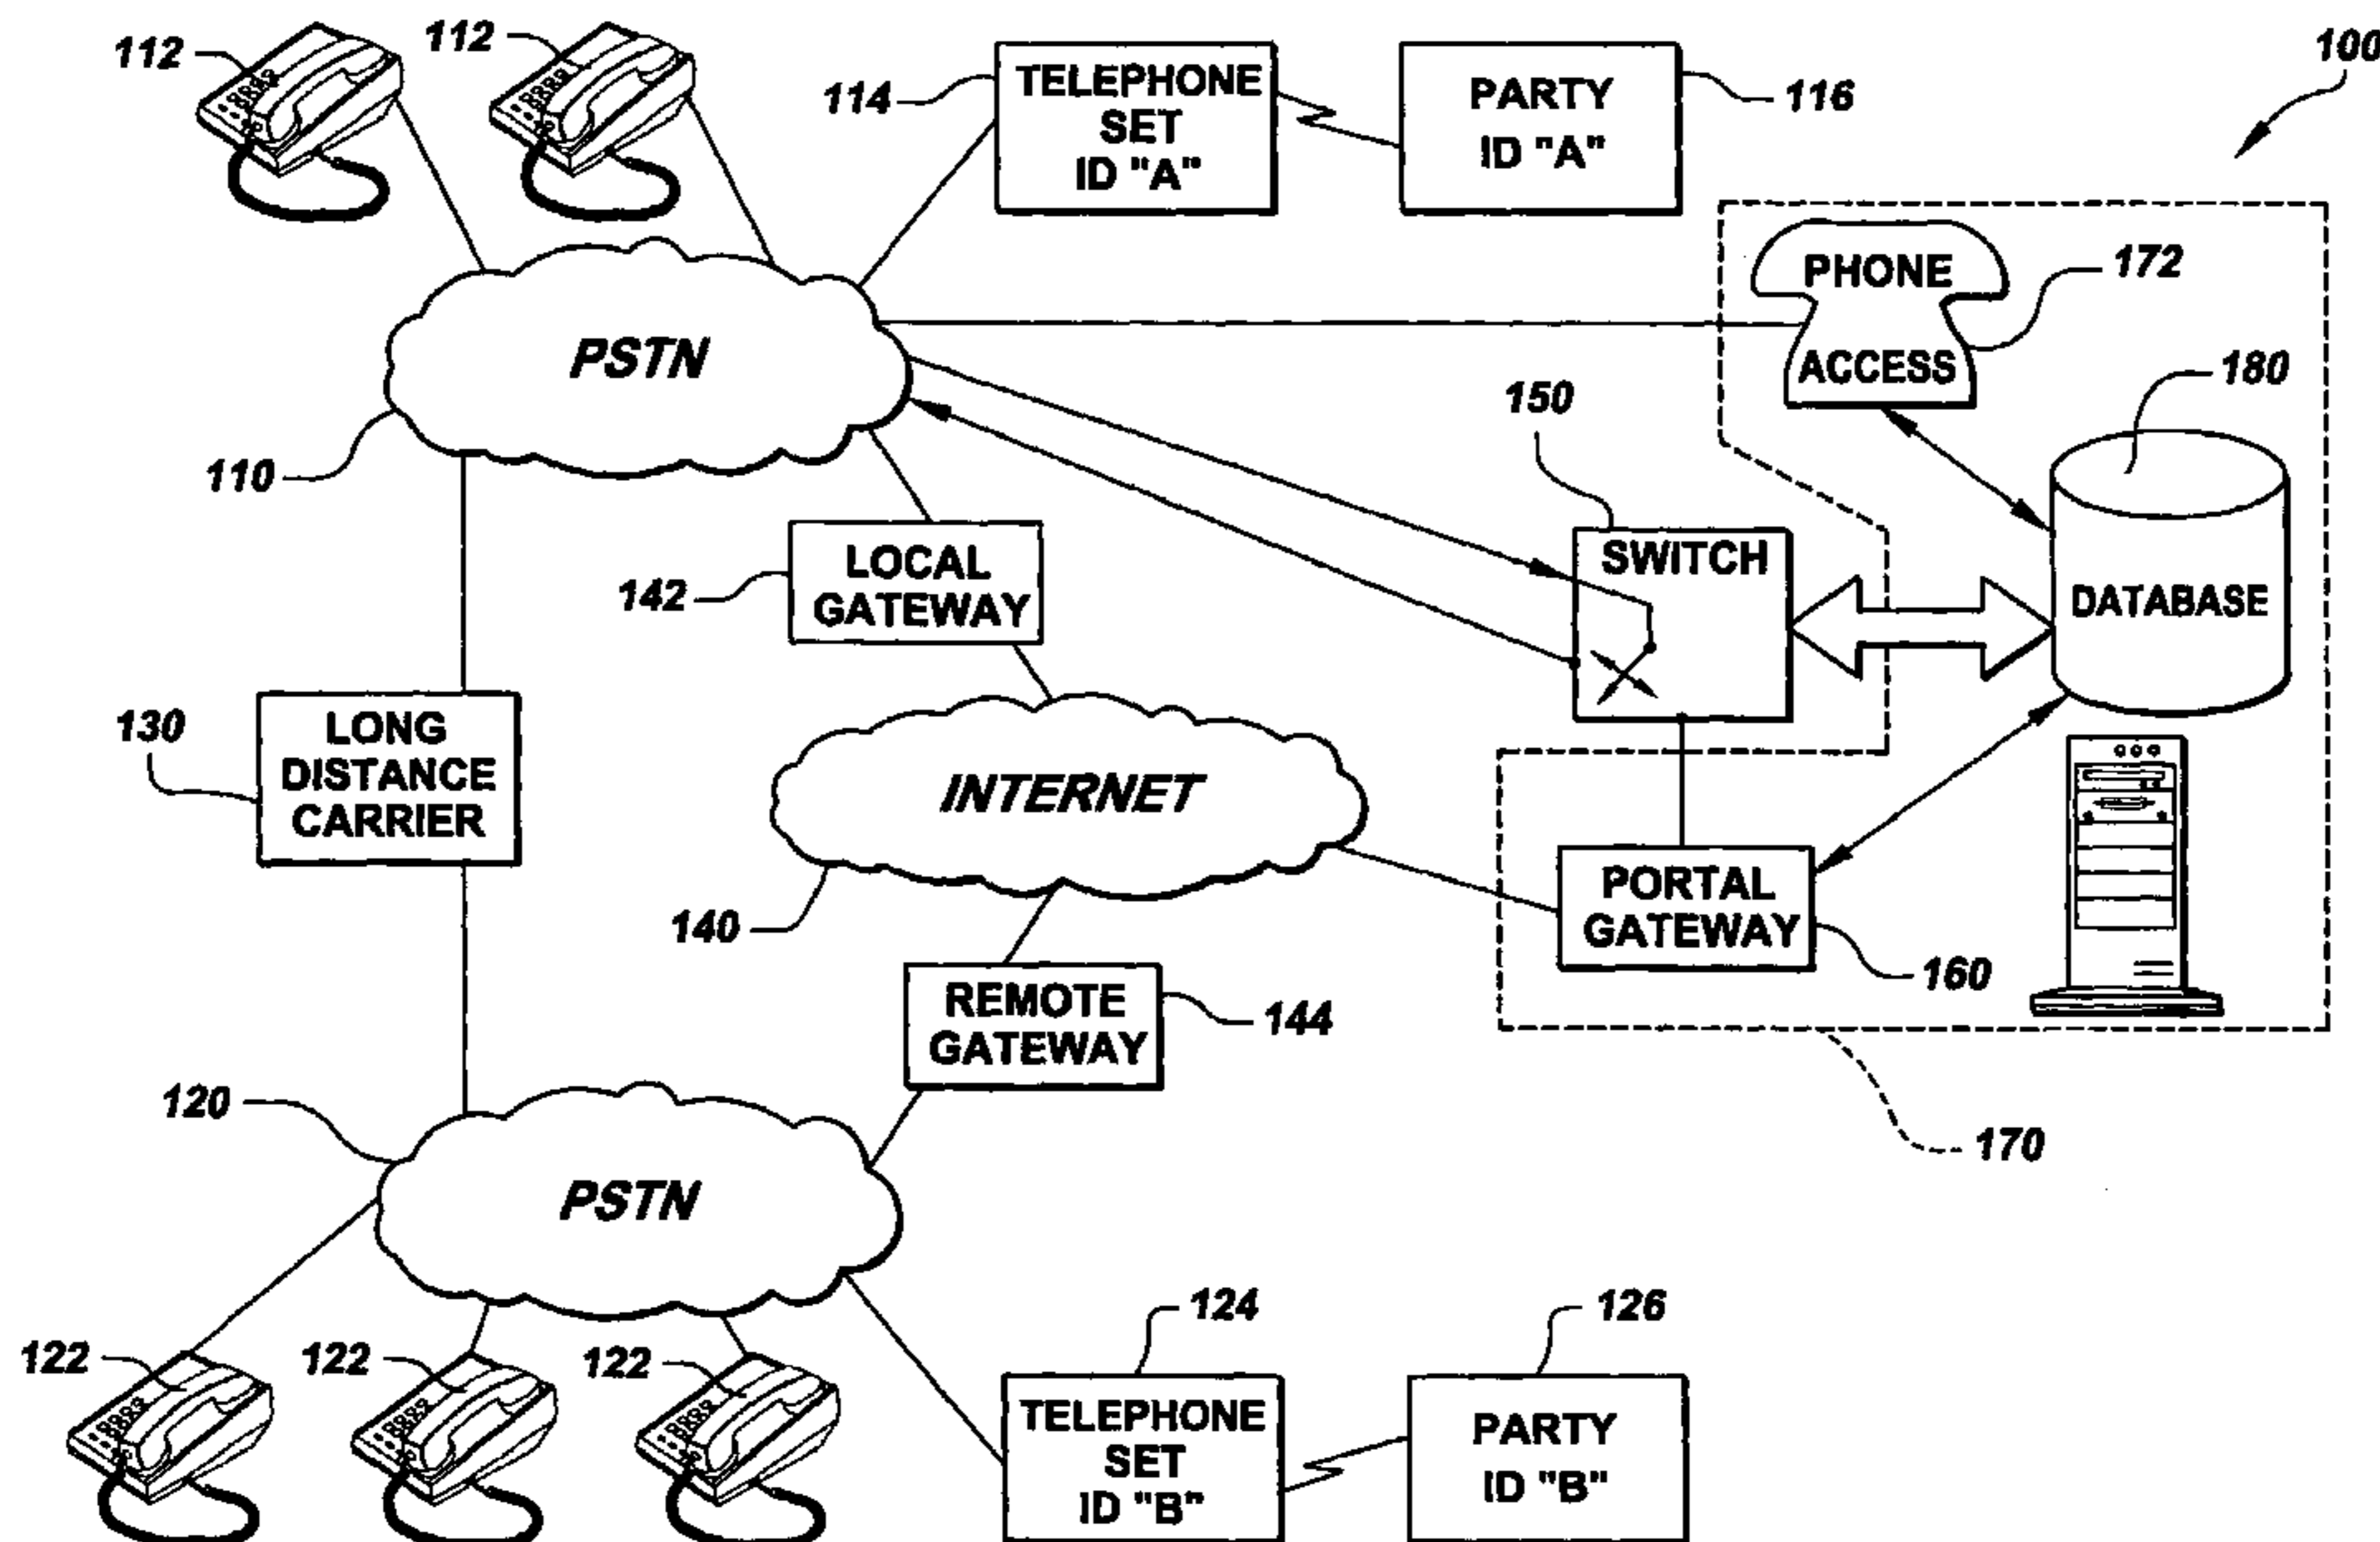 112
112
TELEPHONE
SET
ID "A"
114
PARTY
ID "A"
116
100
PHONE
ACCESS
172
PSTN
110
150
180
SWITCH
DATABASE
LOCAL
GATEWAY
142
LONG
DISTANCE
CARRIER
130
INTERNET
140
PORTAL
GATEWAY
160
REMOTE
GATEWAY
144
170
120
PSTN
122
122
122
124
TELEPHONE
SET
ID "B"
126
PARTY
ID "B"